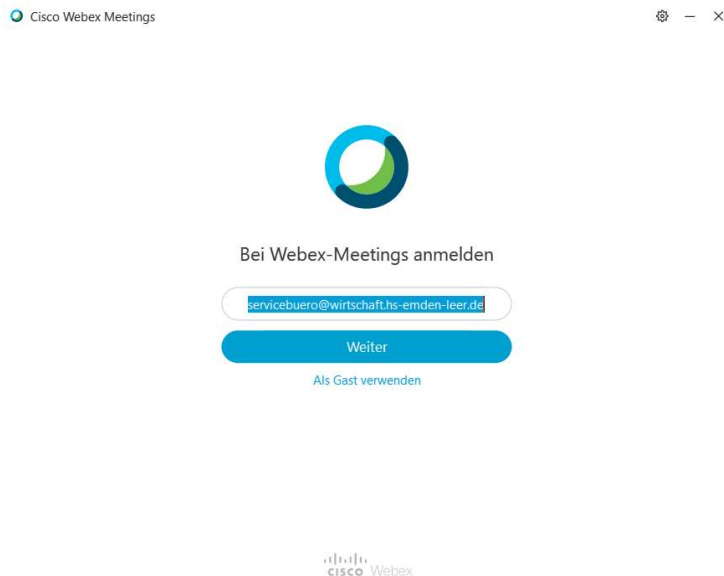 Cisco Webex Meetings
Bei Webex-Meetings anmelden
servicebuero@wirtschaft.hs-emden-leer.de
Weiter
Als Gast verwenden
CISCO Webex